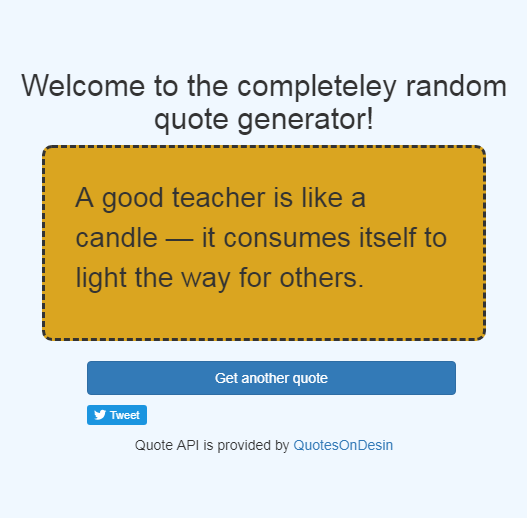 Welcome to the completeley random
quote generator!
A good teacher is like a
candle — it consumes itself to
light the way for others.
Get another quote
Tweet
Quote API is provided by QuotesOnDesin